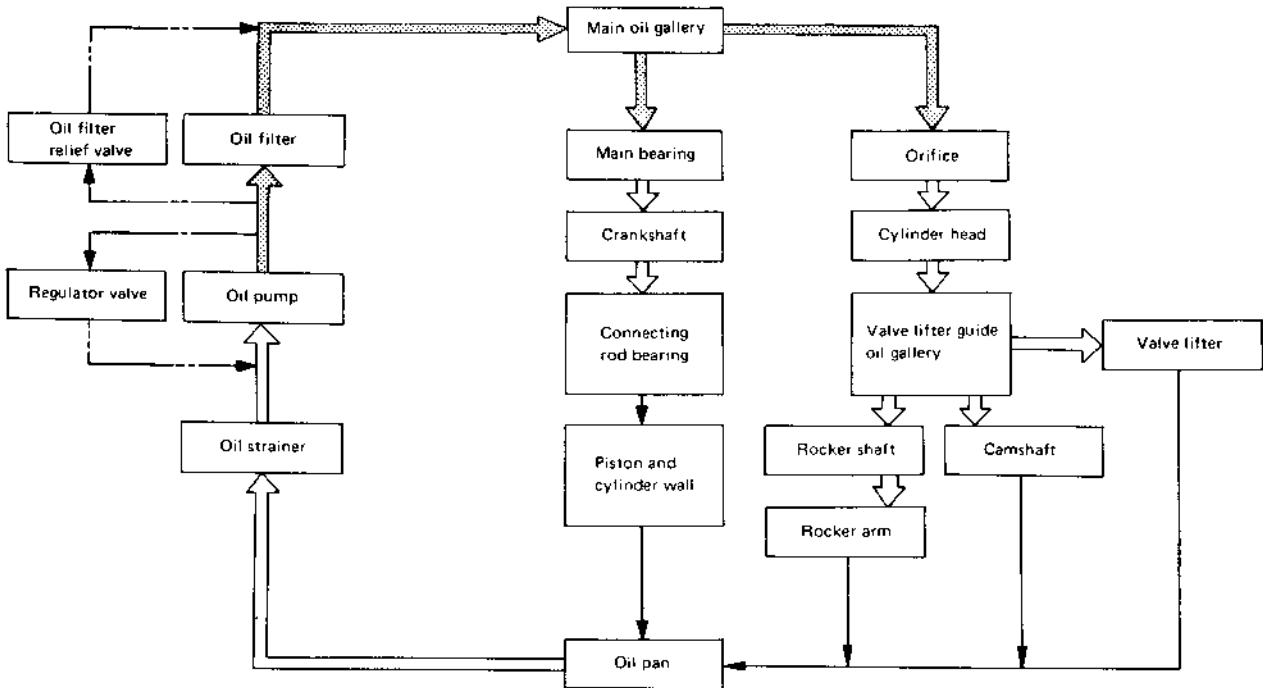 Main oil gallery
Oil filter
relief valve
Oil filter
Main bearing
Orifice
Crankshaft
Cylinder head
Regulator valve
Oil pump
Connecting
rod bearing
Valve lifter guide
oil gallery
Valve lifter
Oil strainer
Piston and
cylinder wall
Rocker shaft
Camshaft
Rocker arm
Oil pan